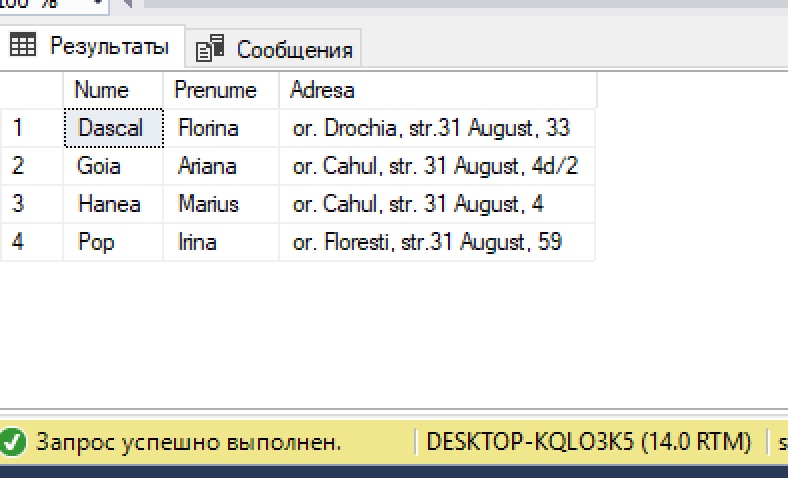 100 %
Результаты Сообщения
Nume Prenume Adresa
1 Dascal Florina or. Drochia, str.31 August, 33
2 Goia Ariana or. Cahul, str. 31 August, 4d/2
3 Hanea Marius or. Cahul, str. 31 August, 4
4 Pop Irina or. Floresti, str.31 August, 59
Запрос успешно выполнен. DESKTOP-KQLO3K5 (14.0 RTM) s